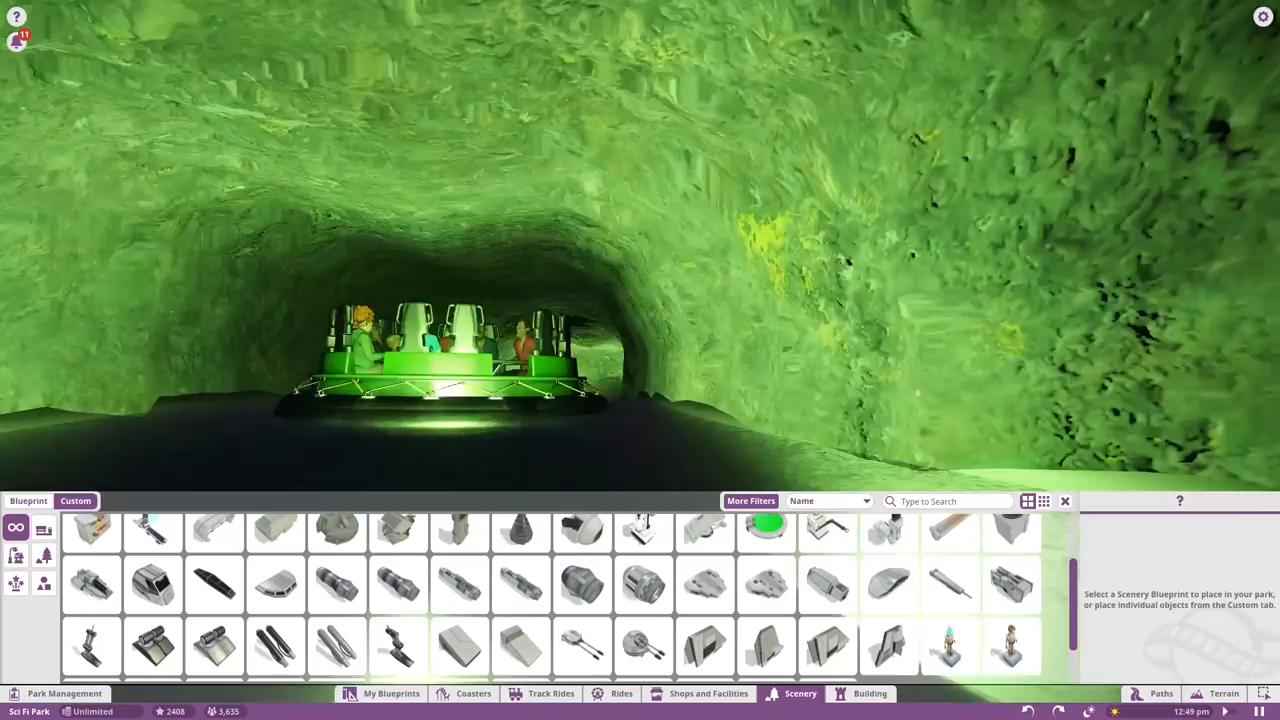 ?
11
Blueprint
Custom
More Filters
Name
Type to Search
?
Select a Scenery Blueprint to place in your park,
or place individual objects from the Custom tab.
Park Management
My Blueprints
Coasters
Track Rides
Rides
Shops and Facilities
Scenery
Building
Paths
Terrain
Sci Fi Park
Unlimited
2408
3,635
12:49 pm